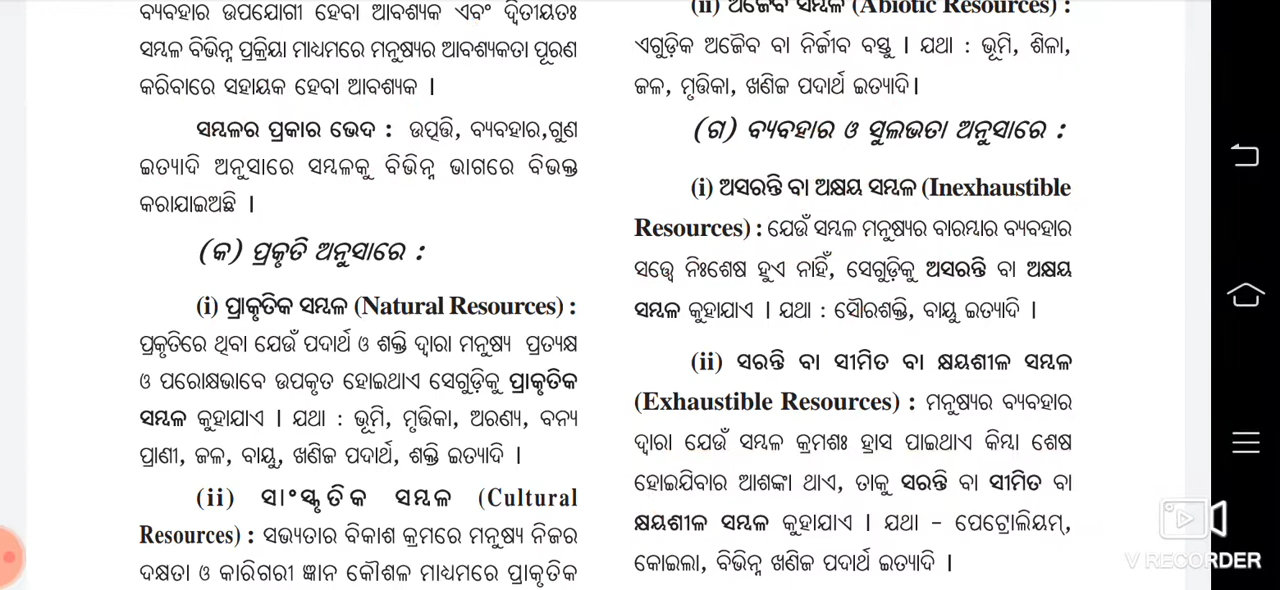 ବ୍ୟବହାର ଉପଯୋଗୀ ହେବା ଆବଶ୍ୟକ ଏବଂ ଦ୍ୱିତୀୟତଃ
ସମ୍ବଳ ବିଭିନ୍ନ ପ୍ରକ୍ରିୟା ମାଧ୍ୟମରେ ମନୁଷ୍ୟର ଆବଶ୍ୟକତା ପୂରଣ
କରିବାରେ ସହାୟକ ହେବା ଆବଶ୍ୟକ ।
ସମ୍ବଳର ପ୍ରକାର ଭେଦ : ଉତ୍ପତ୍ତି, ବ୍ୟବହାର,ଗୁଣ
ଇତ୍ୟାଦି ଅନୁସାରେ ସମ୍ବଳକୁ ବିଭିନ୍ନ ଭାଗରେ ବିଭକ୍ତ
କରାଯାଇଅଛି ।
(କ) ପ୍ରକୃତି ଅନୁସାରେ :
(i) ପ୍ରାକୃତିକ ସମ୍ବଳ (Natural Resources) :
ପ୍ରକୃତିରେ ଥିବା ଯେଉଁ ପଦାର୍ଥ ଓ ଶକ୍ତି ଦ୍ୱାରା ମନୁଷ୍ୟ ପ୍ରତ୍ୟକ୍ଷ
ଓ ପରୋକ୍ଷଭାବେ ଉପକୃତ ହୋଇଥାଏ ସେଗୁଡ଼ିକୁ ପ୍ରାକୃତିକ
ସମ୍ବଳ କୁହାଯାଏ । ଯଥା : ଭୂମି, ମୃତ୍ତିକା, ଅରଣ୍ୟ, ବନ୍ୟ
ପ୍ରାଣୀ, ଜଳ, ବାୟୁ, ଖଣିଜ ପଦାର୍ଥ, ଶକ୍ତି ଇତ୍ୟାଦି ।
(ii) ସାଂସ୍କୃତିକ ସମ୍ବଳ (Cultural
Resources) : ସଭ୍ୟତାର ବିକାଶ କ୍ରମରେ ମନୁଷ୍ୟ ନିଜର
ଦକ୍ଷତା ଓ କାରିଗରୀ ଜ୍ଞାନ କୌଶଳ ମାଧ୍ୟମରେ ପ୍ରାକୃତିକ
(ii) ଅଜୈବ ସମ୍ବଳ (Abiotic Resources) :
ଏଗୁଡ଼ିକ ଅଜୈବ ବା ନିର୍ଜୀବ ବସ୍ତୁ । ଯଥା : ଭୂମି, ଶିଳା,
ଜଳ, ମୃତ୍ତିକା, ଖଣିଜ ପଦାର୍ଥ ଇତ୍ୟାଦି।
(ଗ) ବ୍ୟବହାର ଓ ସୁଲଭତା ଅନୁସାରେ :
(i) ଅସରନ୍ତି ବା ଅକ୍ଷୟ ସମ୍ବଳ (Inexhaustible
Resources) : ଯେଉଁ ସମ୍ବଳ ମନୁଷ୍ୟର ବାରମ୍ବାର ବ୍ୟବହାର
ସତ୍ତ୍ୱେ ନିଃଶେଷ ହୁଏ ନାହିଁ, ସେଗୁଡ଼ିକୁ ଅସରନ୍ତି ବା ଅକ୍ଷୟ
ସମ୍ବଳ କୁହାଯାଏ । ଯଥା : ସୌରଶକ୍ତି, ବାୟୁ ଇତ୍ୟାଦି ।
(ii) ସରନ୍ତି ବା ସୀମିତ ବା କ୍ଷୟଶୀଳ ସମ୍ବଳ
(Exhaustible Resources) : ମନୁଷ୍ୟର ବ୍ୟବହାର
ଦ୍ୱାରା ଯେଉଁ ସମ୍ବଳ କ୍ରମଶଃ ହ୍ରାସ ପାଇଥାଏ କିମ୍ବା ଶେଷ
ହୋଇଯିବାର ଆଶଙ୍କା ଥାଏ, ତାକୁ ସରନ୍ତି ବା ସୀମିତ ବା
କ୍ଷୟଶୀଳ ସମ୍ବଳ କୁହାଯାଏ । ଯଥା – ପେଟ୍ରୋଲିୟମ୍,
କୋଇଲା, ବିଭିନ୍ନ ଖଣିଜ ପଦାର୍ଥ ଇତ୍ୟାଦି ।
V RECORDER